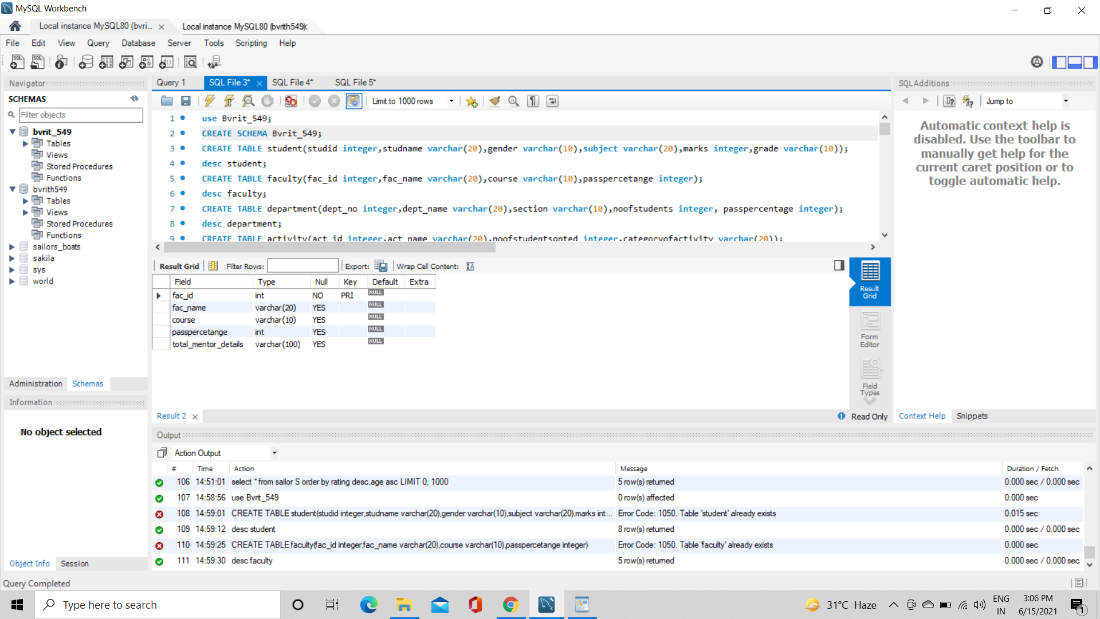 MySQL Workbench
Local instance MySQL80 (bvri... ×
Local instance MySQL80 (bvrith549)
File Edit View Query Database Server Tools Scripting Help
Navigator
SCHEMAS
Filter objects
bvrit_549
Tables
Views
Stored Procedures
Functions
bvrith549
Tables
Views
Stored Procedures
Functions
sailors_boats
sakila
sys
world
Administration Schemas
Information
No object selected
Object Info Session
Query 1 SQL File 3* × SQL File 4* SQL File 5*
Limit to 1000 rows
1 use Bvrit_549;
2 CREATE SCHEMA Bvrit_549;
3 CREATE TABLE student(studid integer,studname varchar(20),gender varchar(10),subject varchar(20),marks integer,grade varchar(10));
4 desc student;
5 CREATE TABLE faculty(fac_id integer,fac_name varchar(20),course varchar(10),passpercetange integer);
6 desc faculty;
7 CREATE TABLE department(dept_no integer,dept_name varchar(20),section varchar(10),noofstudents integer, passpercentage integer);
8 desc department;
9 CREATE TABLE activity(act_id integer,act_name varchar(20),noofstudentsopted integer,categoryofactivity varchar(20));
Result Grid Filter Rows: Export: Wrap Cell Content:
Field Type Null Key Default Extra
fac_id int NO PRI NULL
fac_name varchar(20) YES NULL
course varchar(10) YES NULL
passpercetange int YES NULL
total_mentor_details varchar(100) YES NULL
Result Grid
Form Editor
Field Types
Result 2 ×
Read Only
SQLAdditions
Jump to
Automatic context help is
disabled. Use the toolbar to
manually get help for the
current caret position or to
toggle automatic help.
Context Help Snippets
Output
Action Output
# Time Action Message Duration / Fetch
106 14:51:01 select * from sailor S order by rating desc,age asc LIMIT 0, 1000 5 row(s) returned 0.000 sec / 0.000 sec
107 14:58:56 use Bvrit_549 0 row(s) affected 0.000 sec
108 14:59:01 CREATE TABLE student(studid integer,studname varchar(20),gender varchar(10),subject varchar(20),marks int... Error Code: 1050. Table 'student' already exists 0.015 sec
109 14:59:12 desc student 8 row(s) returned 0.000 sec / 0.000 sec
110 14:59:25 CREATE TABLE faculty(fac_id integer,fac_name varchar(20),course varchar(10),passpercetange integer) Error Code: 1050. Table 'faculty' already exists 0.000 sec
111 14:59:30 desc faculty 5 row(s) returned 0.000 sec / 0.000 sec
Query Completed
Type here to search
31°C Haze
ENG
IN
3:06 PM
6/15/2021
1